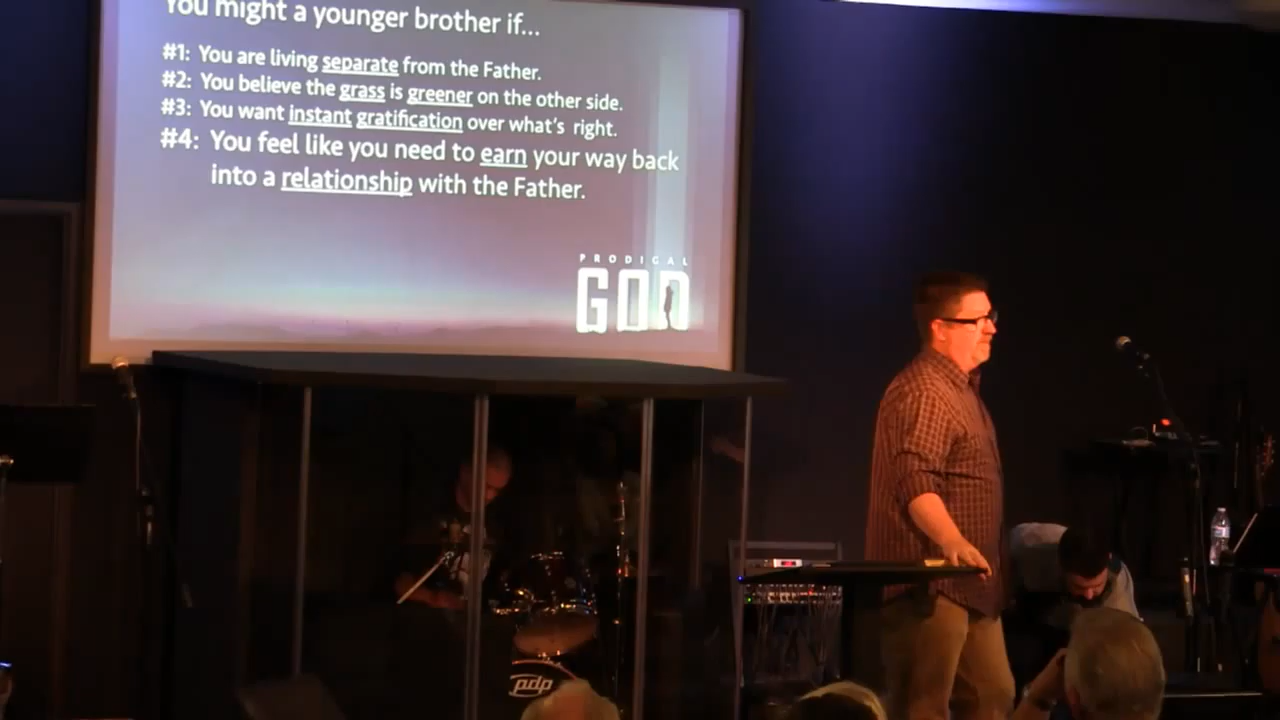 You might a younger brother if...
#1: You are living separate from the Father.
#2: You believe the grass is greener on the other side.
#3: You want instant gratification over what's right.
#4: You feel like you need to earn your way back
into a relationship with the Father.
PRODIGAL
GOD
pdp